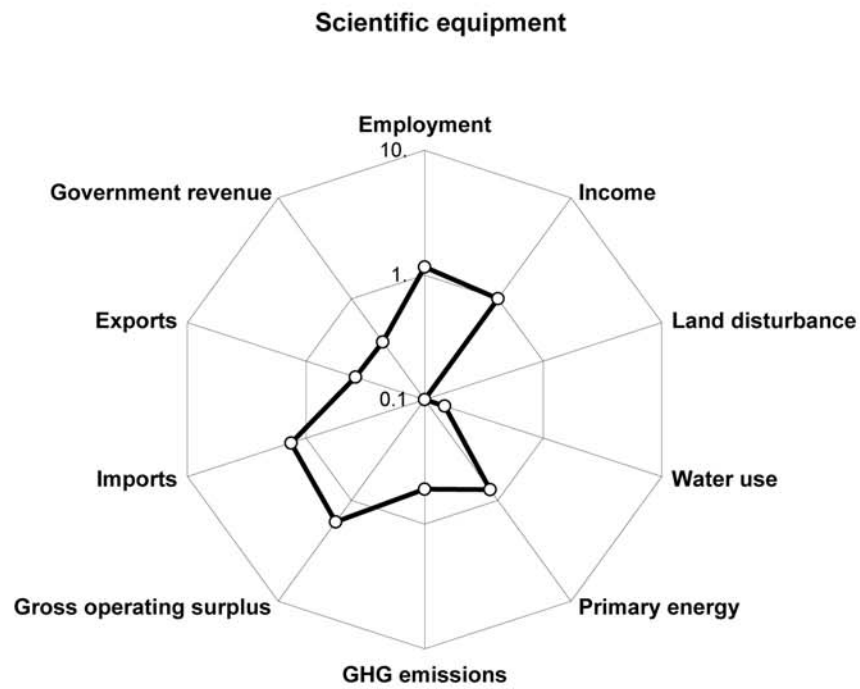 Scientific equipment
Employment
10.
Government revenue
Income
1.
Exports
Land disturbance
0.1
Imports
Water use
Gross operating surplus
Primary energy
GHG emissions